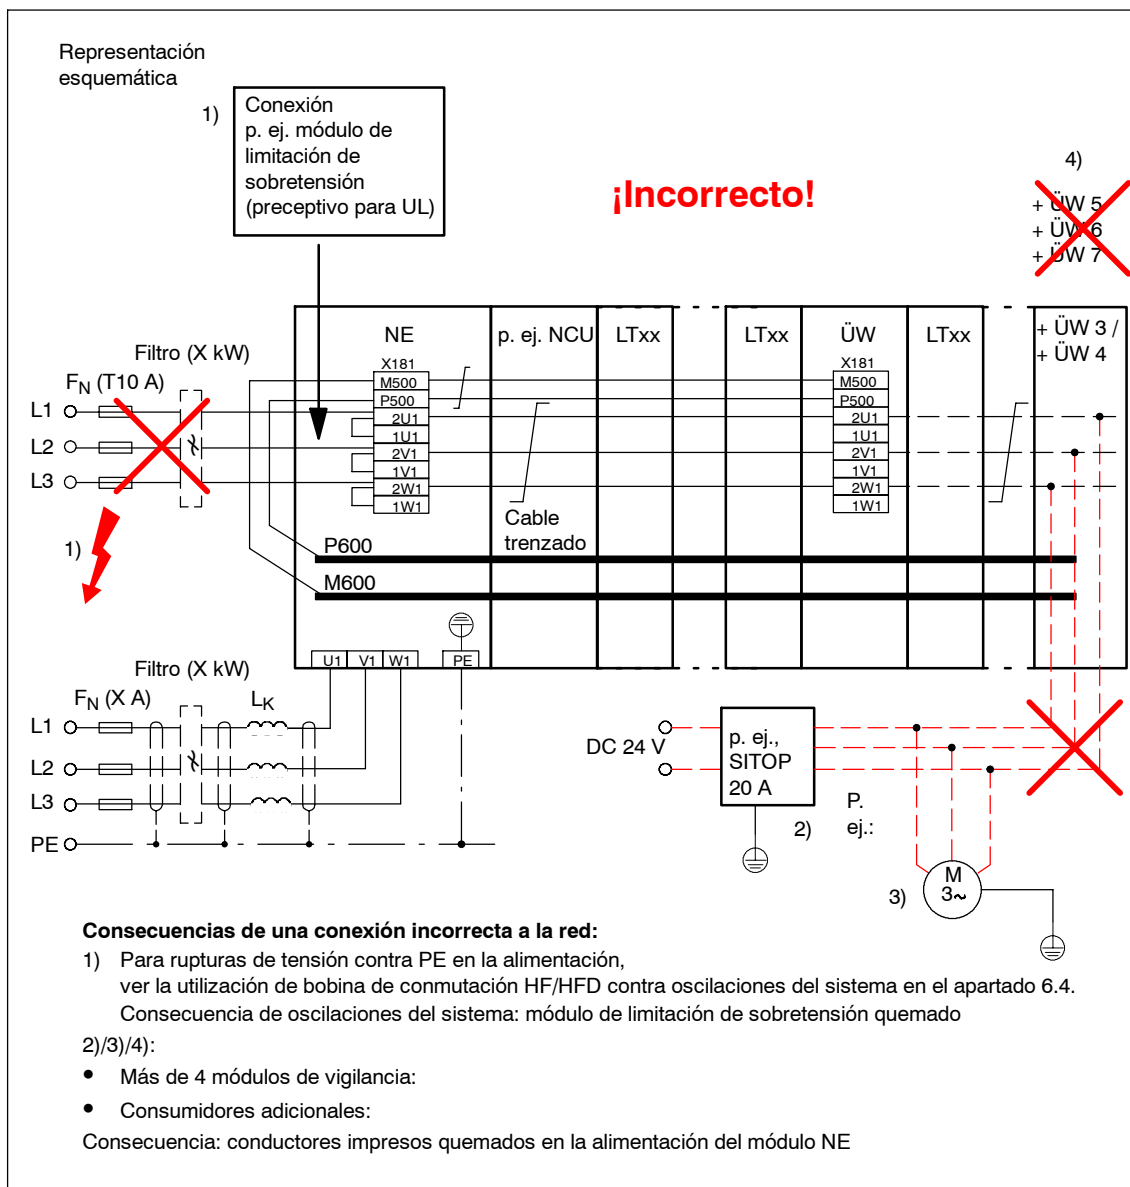 Representación
esquemática
1)
Conexión
p. ej. módulo de
limitación de
sobretensión
(preceptivo para UL)
¡Incorrecto!
4)
+ ÜW 5
+ ÜW 6
+ ÜW 7
NE
p. ej. NCU
LTxx
LTxx
ÜW
LTxx
+ ÜW 3 /
+ ÜW 4
Filtro (X kW)
FN (T10 A)
L1
L2
L3
1)
X181
M500
P500
2U1
1U1
2V1
1V1
2W1
1W1
X181
M500
P500
2U1
1U1
2V1
1V1
2W1
1W1
Cable
trenzado
P600
M600
U1 V1 W1 PE
Filtro (X kW)
FN (X A)
LK
L1
L2
L3
PE
DC 24 V
p. ej.,
SITOP
20 A
2)
P.
ej.:
3)
M
3~
Consecuencias de una conexión incorrecta a la red:
1) Para rupturas de tensión contra PE en la alimentación,
ver la utilización de bobina de conmutación HF/HFD contra oscilaciones del sistema en el apartado 6.4.
Consecuencia de oscilaciones del sistema: módulo de limitación de sobretensión quemado
2)/3)/4):
• Más de 4 módulos de vigilancia:
• Consumidores adicionales:
Consecuencia: conductores impresos quemados en la alimentación del módulo NE